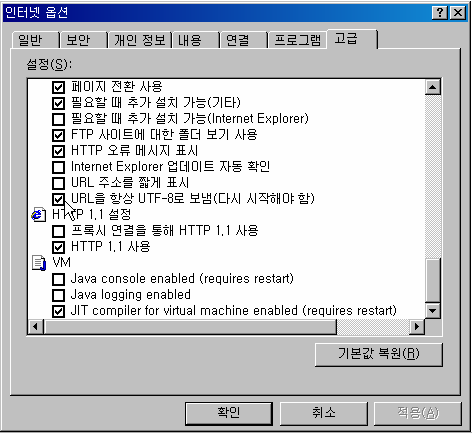 인터넷 옵션
일반 보안 개인 정보 내용 연결 프로그램 고급
설정(S):
페이지 전환 사용
필요할 때 추가 설치 가능(기타)
필요할 때 추가 설치 가능(Internet Explorer)
FTP 사이트에 대한 폴더 보기 사용
HTTP 오류 메시지 표시
Internet Explorer 업데이트 자동 확인
URL 주소를 짧게 표시
URL을 항상 UTF-8로 보냄(다시 시작해야 함)
HTTP 1.1 설정
프록시 연결을 통해 HTTP 1.1 사용
HTTP 1.1 사용
VM
Java console enabled (requires restart)
Java logging enabled
JIT compiler for virtual machine enabled (requires restart)
기본값 복원(R)
확인 취소 적용(A)